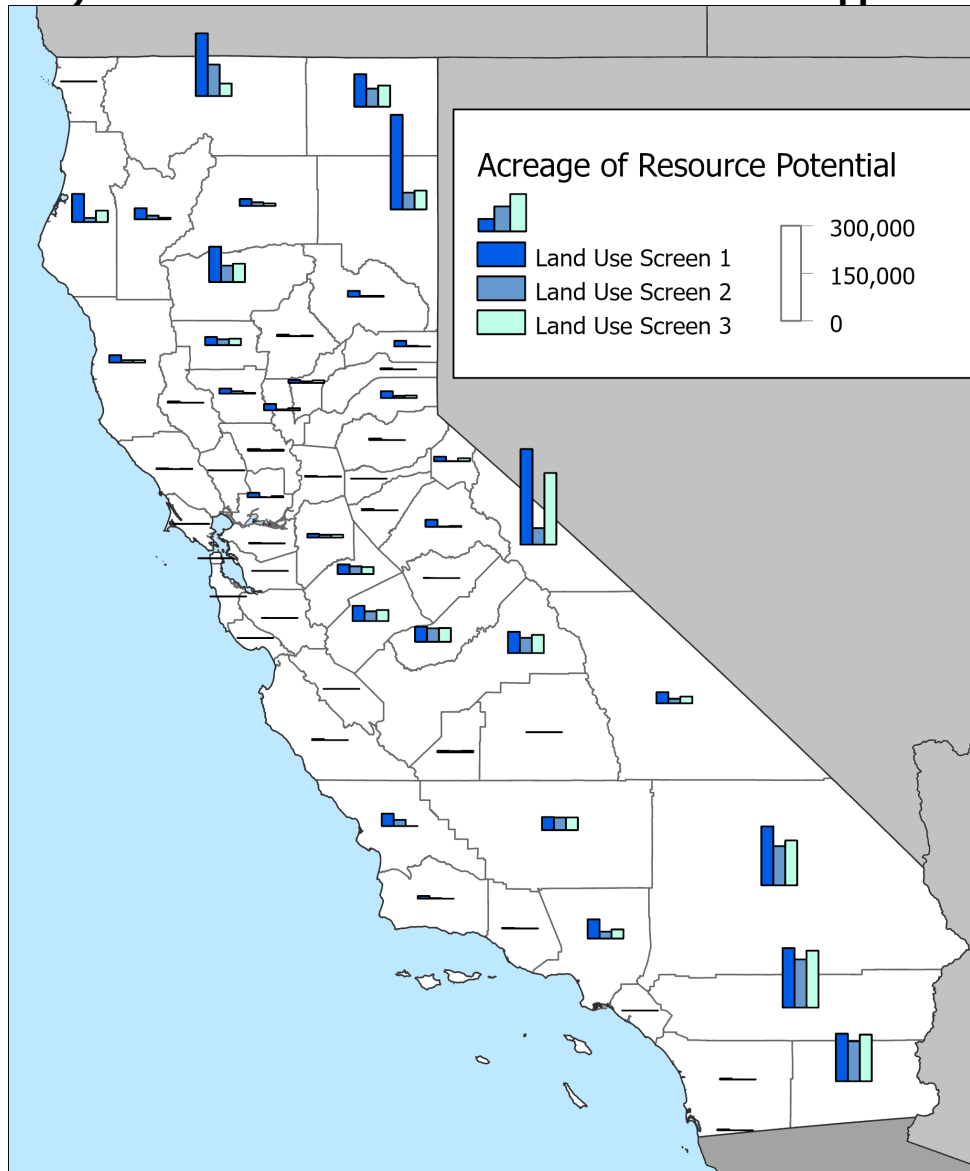 Acreage of Resource Potential
Land Use Screen 1
Land Use Screen 2
Land Use Screen 3
300,000
150,000
0